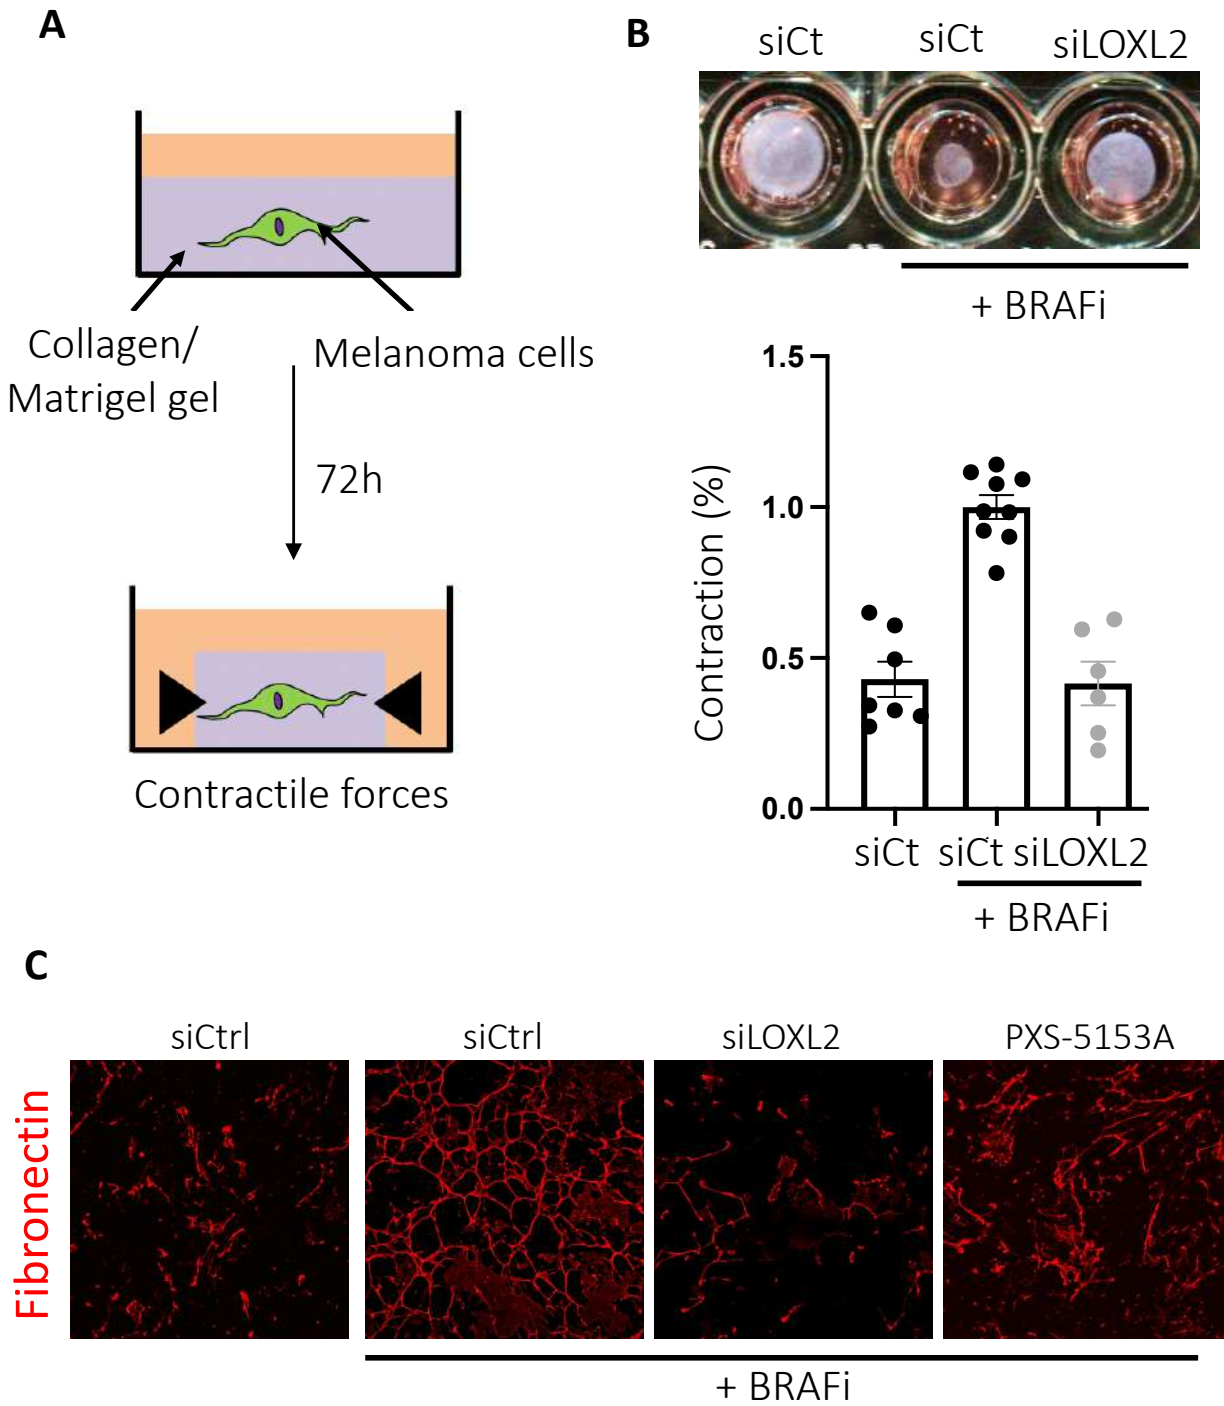 A
Collagen/
Matrigel gel
Melanoma cells
72h
Contractile forces
B
siCt
siCt
siLOXL2
+ BRAFi
Contraction (%)
1.5
1.0
0.5
0.0
siCt
siCt
siLOXL2
+ BRAFi
C
siCtrl
siCtrl
siLOXL2
PXS-5153A
Fibronectin
+ BRAFi